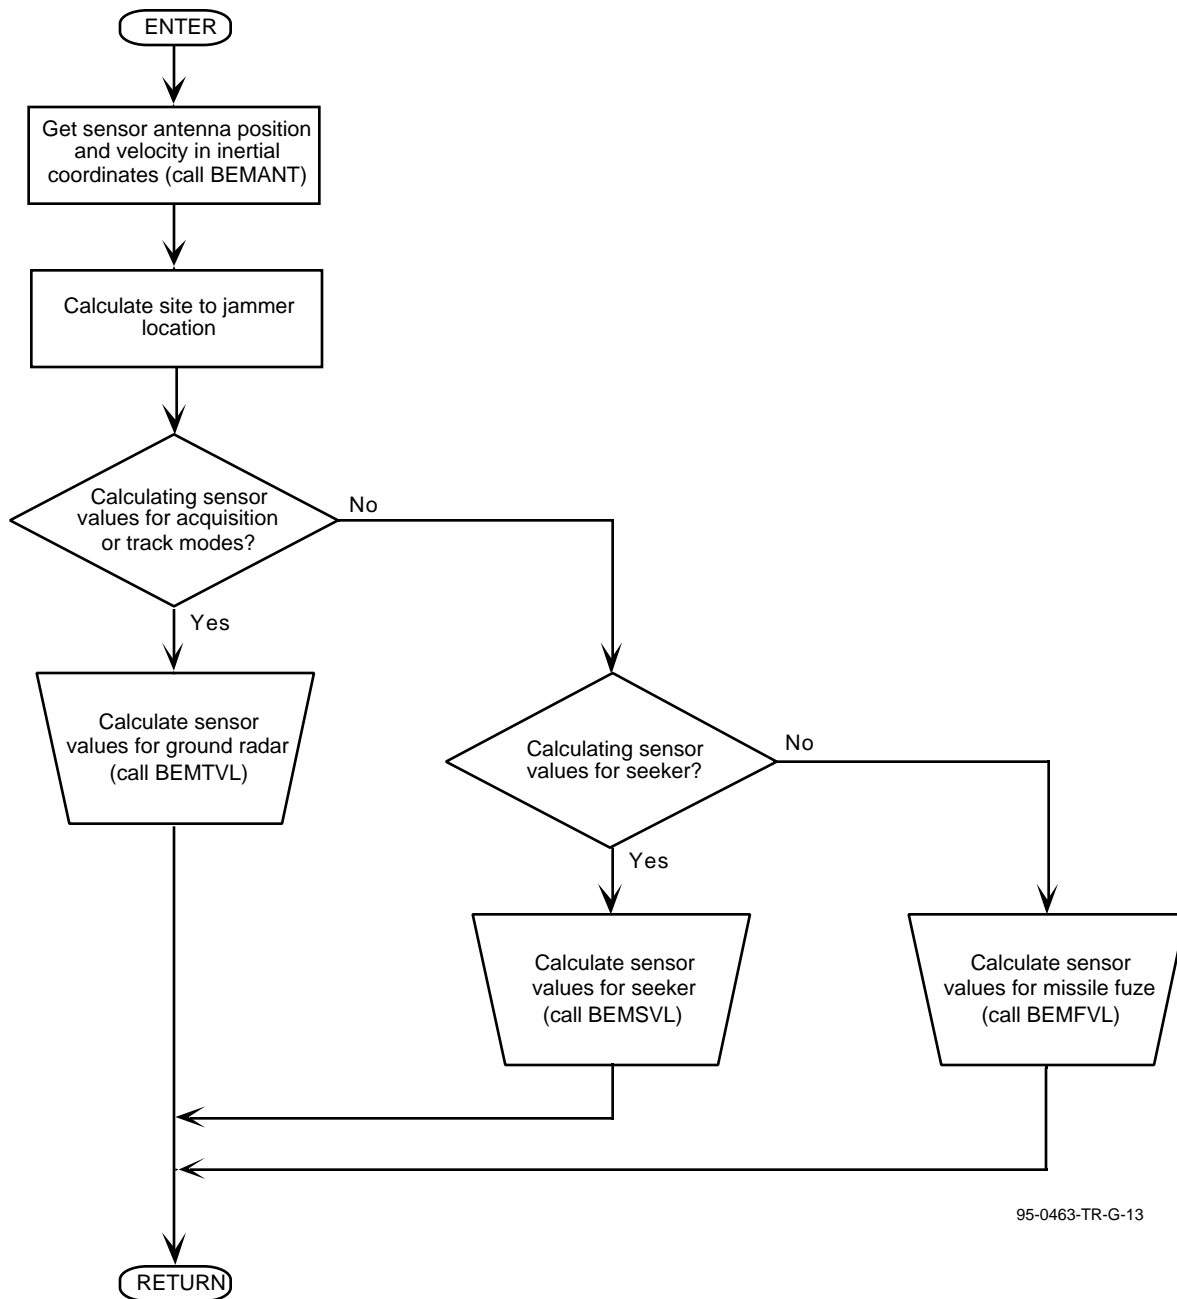 ENTER
Get sensor antenna position
and velocity in inertial
coordinates (call BEMANT)
Calculate site to jammer
location
Calculating sensor
values for acquisition
or track modes?
No
Yes
Calculate sensor
values for ground radar
(call BEMTVL)
Calculating sensor
values for seeker?
No
Yes
Calculate sensor
values for seeker
(call BEMSVL)
Calculate sensor
values for missile fuze
(call BEMFVL)
95-0463-TR-G-13
RETURN